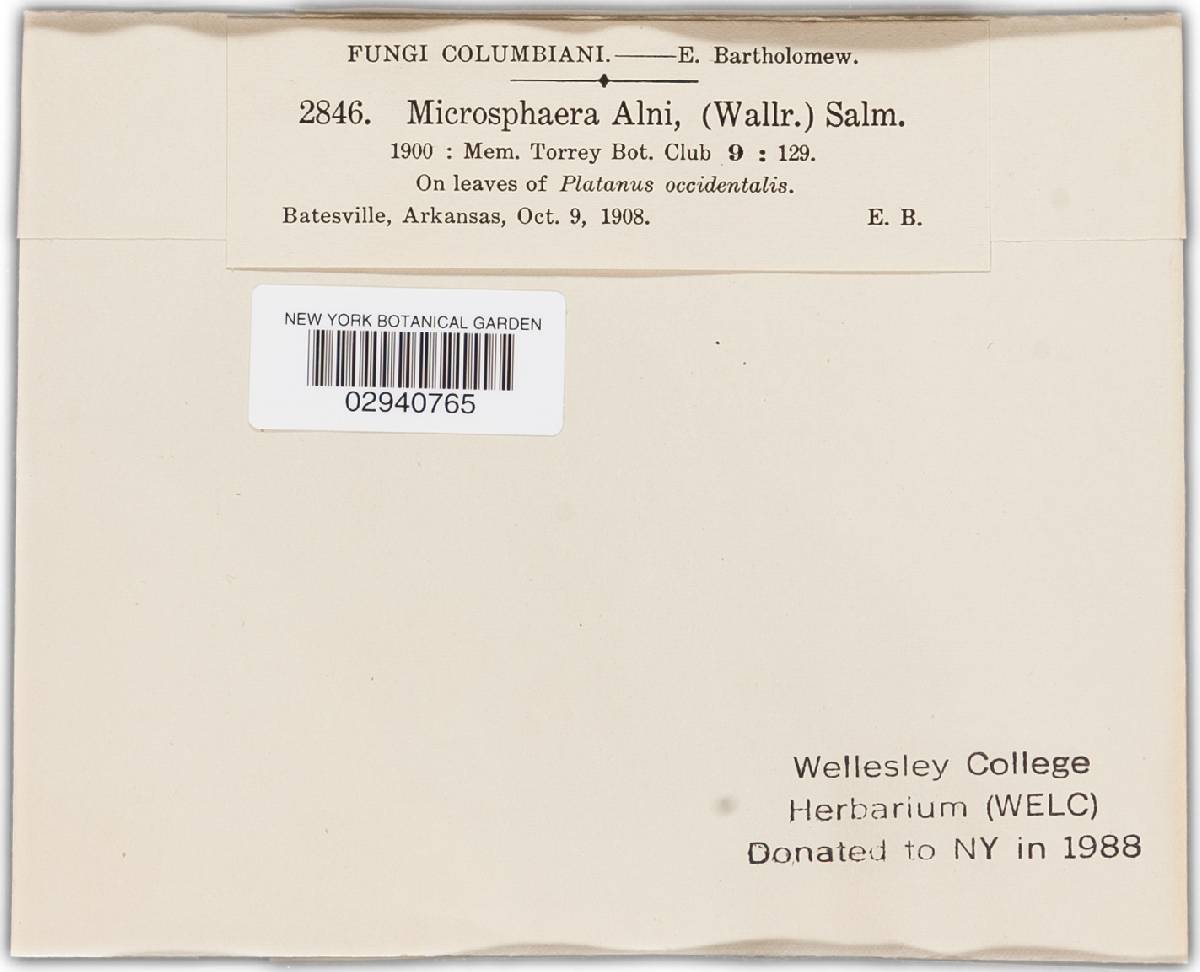 FUNGI COLUMBIANI.——E. Bartholomew.
2846. Microsphaera Alni, (Wallr.) Salm.
1900 : Mem. Torrey Bot. Club 9 : 129.
On leaves of Platanus occidentalis.
Batesville, Arkansas, Oct. 9, 1908. E. B.
NEW YORK BOTANICAL GARDEN
02940765
Wellesley College
Herbarium (WELC)
Donated to NY in 1988